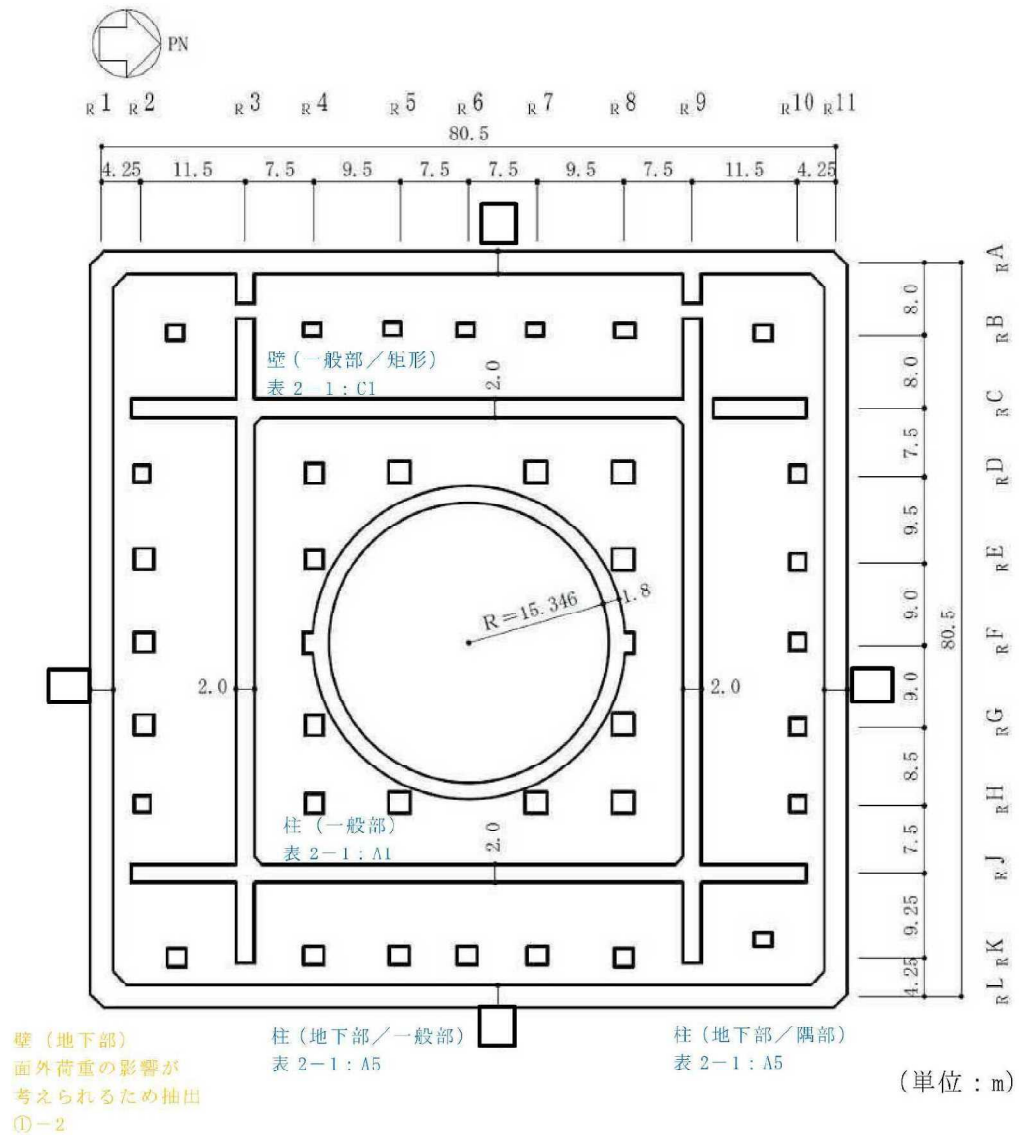 PN
R1 R2 R3 R4 R5 R6 R7 R8 R9 R10 R11
80.5
4.25 11.5 7.5 9.5 7.5 7.5 9.5 7.5 11.5 4.25
RA
8.0
RB
8.0
RC
7.5
RD
9.5
RE
9.0
RF
9.0
RG
8.5
RH
7.5
RJ
9.25
RK
4.25
RL
80.5
壁(一般部/矩形)
表2-1:C1
2.0
R=15.346
1.8
2.0
2.0
柱(一般部)
表2-1:A1
2.0
壁(地下部)
面外荷重の影響が
考えられるため抽出
①-2
柱(地下部/一般部)
表2-1:A5
柱(地下部/隅部)
表2-1:A5
(単位:m)